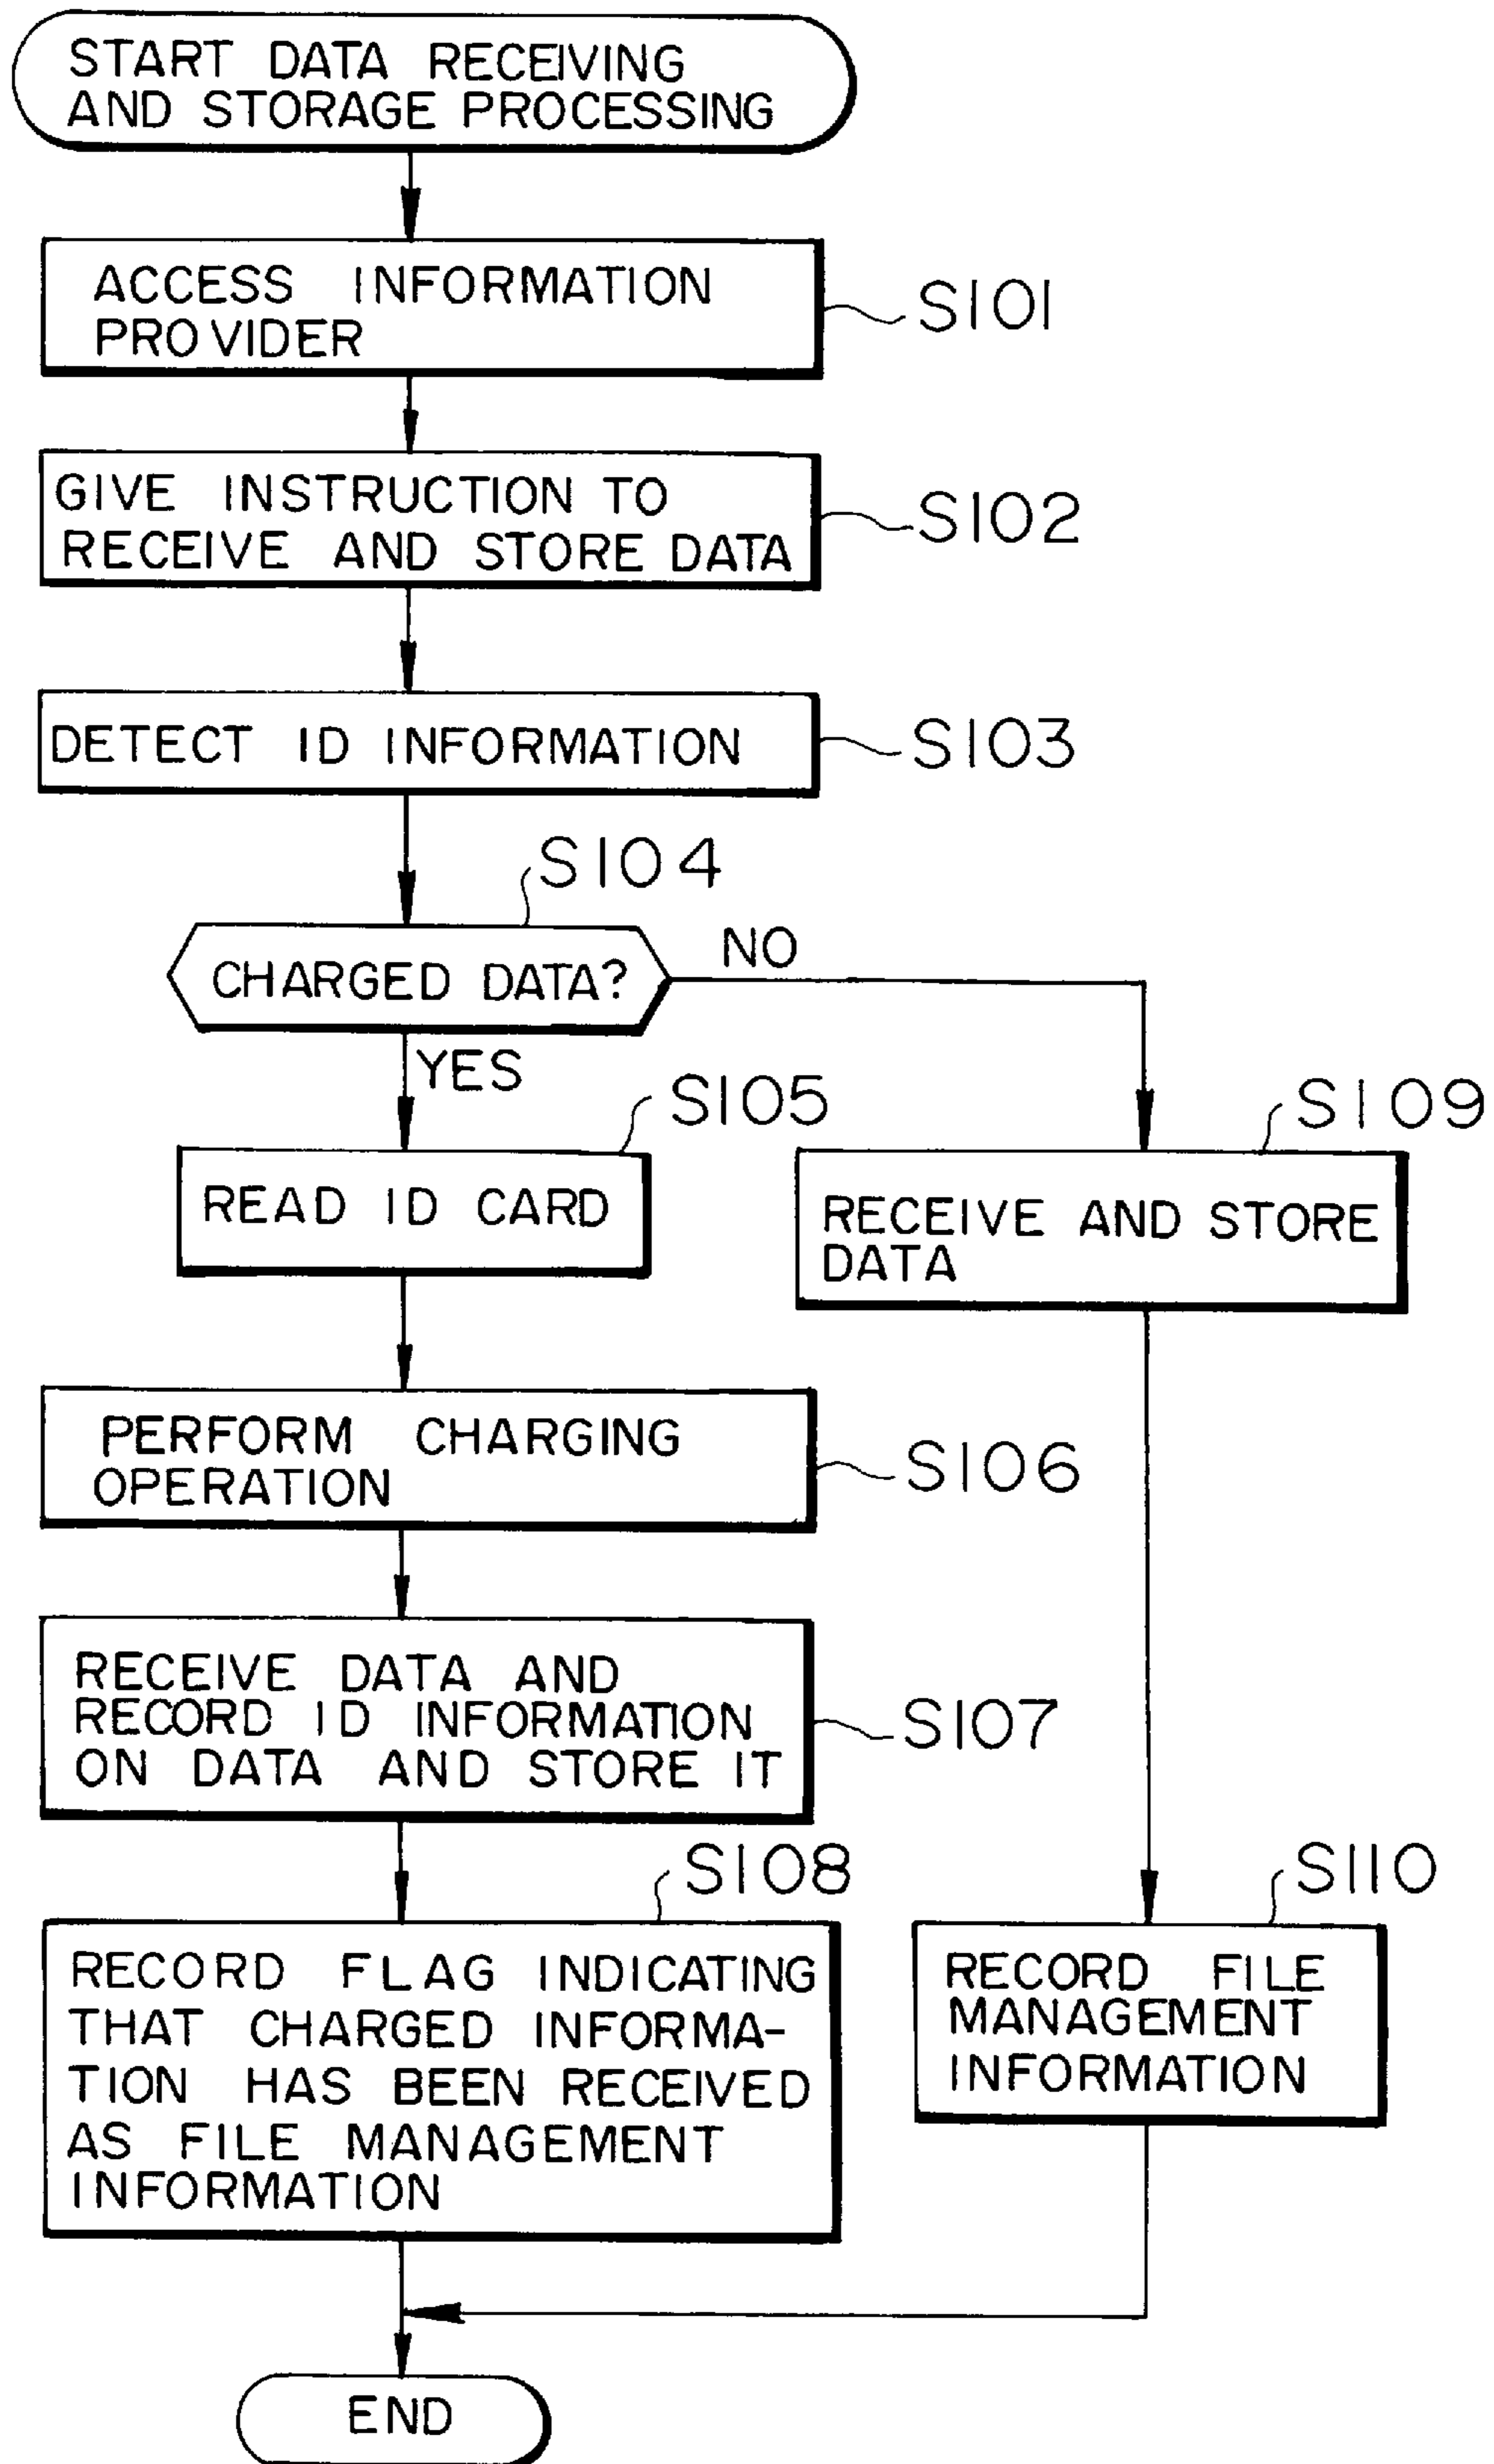 START DATA RECEIVING
AND STORAGE PROCESSING
ACCESS INFORMATION
PROVIDER
S101
GIVE INSTRUCTION TO
RECEIVE AND STORE DATA
S102
DETECT ID INFORMATION
S103
S104
CHARGED DATA?
NO
YES
S105
READ ID CARD
S109
RECEIVE AND STORE
DATA
PERFORM CHARGING
OPERATION
S106
RECEIVE DATA AND
RECORD ID INFORMATION
ON DATA AND STORE IT
S107
S108
RECORD FLAG INDICATING
THAT CHARGED INFORMA-
TION HAS BEEN RECEIVED
AS FILE MANAGEMENT
INFORMATION
S110
RECORD FILE
MANAGEMENT
INFORMATION
END